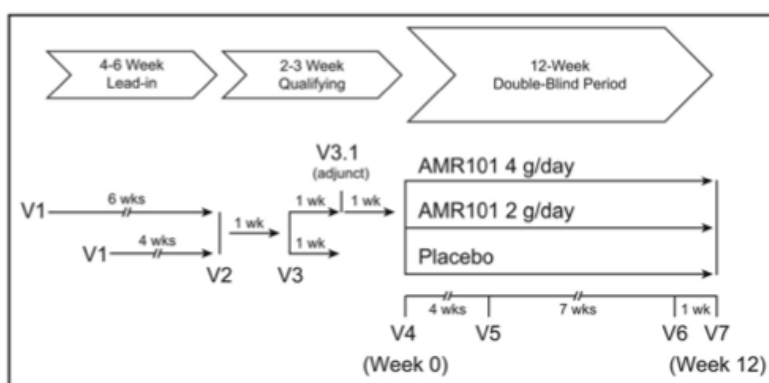 4-6 Week
Lead-in
2-3 Week
Qualifying
12-Week
Double-Blind Period
V3.1
(adjunct)
AMR101 4 g/day
V1
6 wks
1 wk
1 wk
AMR101 2 g/day
1 wk
V1
4 wks
1 wk
Placebo
V2
V3
4 wks
7 wks
1 wk
V4
V5
V6
V7
(Week 0)
(Week 12)